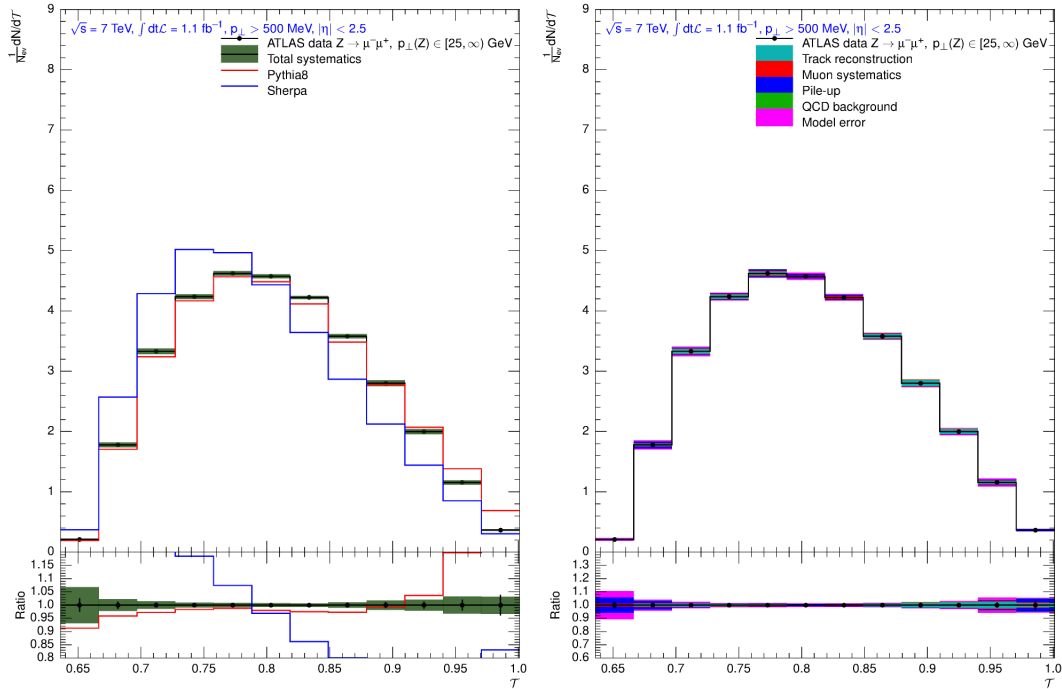 √s = 7 TeV, ∫ dtℒ = 1.1 fb⁻¹, p⊥ > 500 MeV, |η| < 2.5
ATLAS data Z → μ⁻μ⁺, p⊥(Z) ∈ [25, ∞) GeV
Total systematics
Pythia8
Sherpa
1/Nev dN/d𝒯
9
8
7
6
5
4
3
2
1
0
Ratio
1.15
1.1
1.05
1.00
0.95
0.9
0.85
0.8
0.65
0.7
0.75
0.8
0.85
0.9
0.95
1.0
𝒯
√s = 7 TeV, ∫ dtℒ = 1.1 fb⁻¹, p⊥ > 500 MeV, |η| < 2.5
ATLAS data Z → μ⁻μ⁺, p⊥(Z) ∈ [25, ∞) GeV
Track reconstruction
Muon systematics
Pile-up
QCD background
Model error
1/Nev dN/d𝒯
9
8
7
6
5
4
3
2
1
0
Ratio
1.3
1.2
1.1
1.0
0.9
0.8
0.7
0.6
0.65
0.7
0.75
0.8
0.85
0.9
0.95
1.0
𝒯